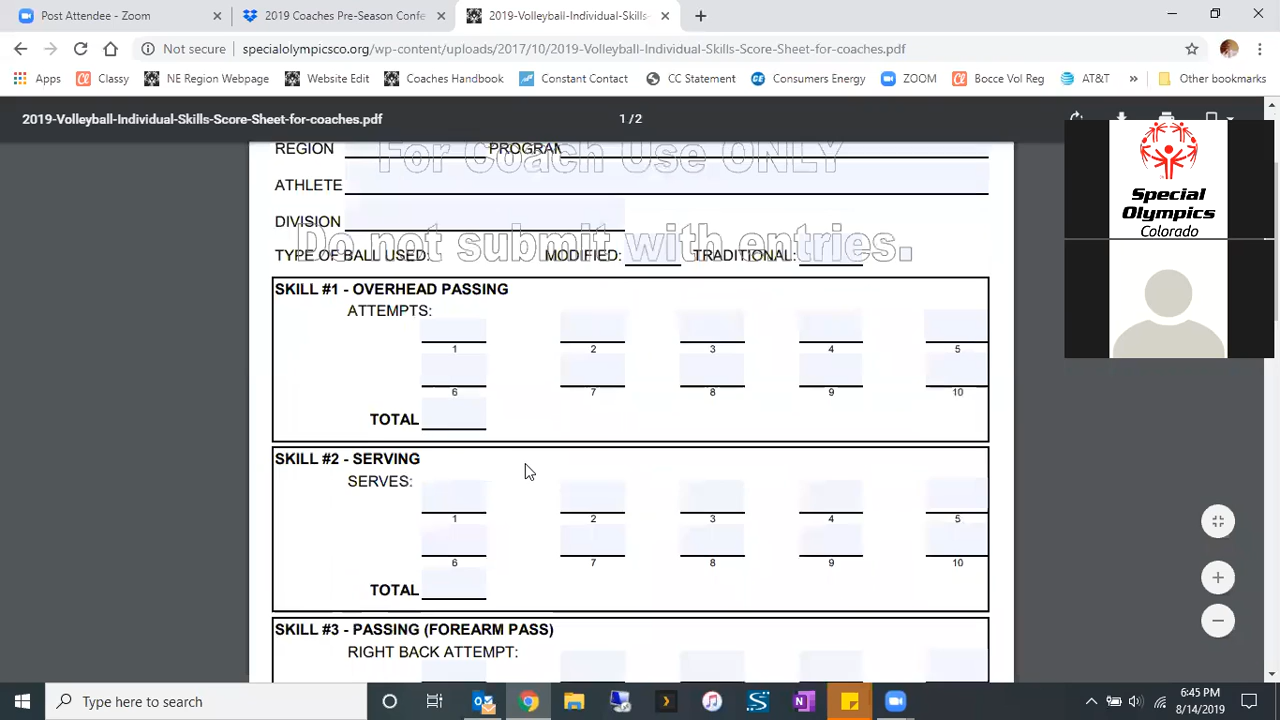 Post Attendee - Zoom
2019 Coaches Pre-Season Confe
2019-Volleyball-Individual-Skills-
Not secure
specialolympicsco.org/wp-content/uploads/2017/10/2019-Volleyball-Individual-Skills-Score-Sheet-for-coaches.pdf
Apps Classy NE Region Webpage Website Edit Coaches Handbook Constant Contact CC Statement Consumers Energy ZOOM Bocce Vol Reg AT&T » Other bookmarks
2019-Volleyball-Individual-Skills-Score-Sheet-for-coaches.pdf 1 / 2
REGION PROGRAM
For Coach Use ONLY
ATHLETE
DIVISION
Do not submit with entries.
TYPE OF BALL USED: MODIFIED: TRADITIONAL:
SKILL #1 - OVERHEAD PASSING
ATTEMPTS:
1 2 3 4 5
6 7 8 9 10
TOTAL
SKILL #2 - SERVING
SERVES:
1 2 3 4 5
6 7 8 9 10
TOTAL
SKILL #3 - PASSING (FOREARM PASS)
RIGHT BACK ATTEMPT:
Special
Olympics
Colorado
Type here to search
6:45 PM
8/14/2019